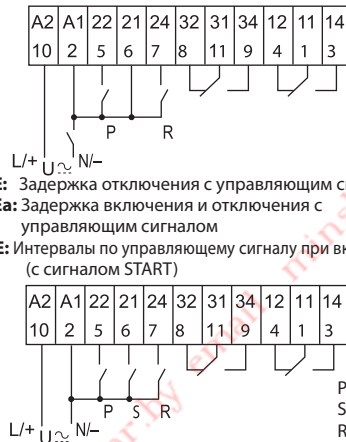 A2 A1 22 21 24 32 31 34 12 11 14
10 2 5 6 7 8 11 9 4 1 3
P R
L/+ U N/–
E: Задержка отключения с управляющим
Ea: Задержка включения и отключения с
управляющим сигналом
E: Интервалы по управляющему сигналу при
(с сигналом START)
A2 A1 22 21 24 32 31 34 12 11 14
10 2 5 6 7 8 11 9 4 1 3
P S R
P
S
R
L/+ U N/–